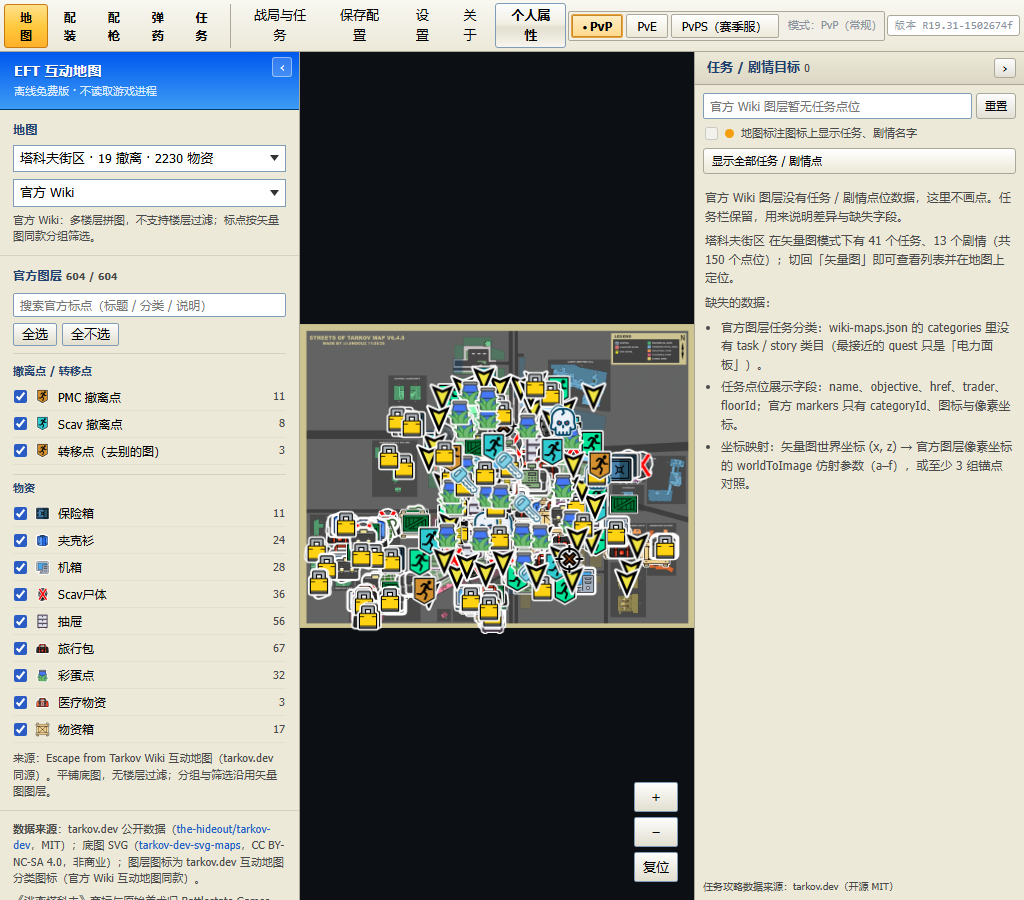 地图
配装
配枪
弹药
任务
战局与任务
保存配置
设置
关于
个人属性
• PvP
PvE
PvPS（赛季服）
模式：PvP（常规）
版本 R19.31-1502674f
EFT 互动地图
离线免费版 · 不读取游戏进程
‹
地图
塔科夫街区 · 19 撤离 · 2230 物资
官方 Wiki
官方 Wiki：多楼层拼图，不支持楼层过滤；标点按矢量
图同款分组筛选。
官方图层 604 / 604
搜索官方标点（标题 / 分类 / 说明）
全选
全不选
撤离点 / 转移点
PMC 撤离点 11
Scav 撤离点 8
转移点（去别的图） 3
物资
保险箱 11
夹克衫 24
机箱 28
Scav尸体 36
抽屉 56
旅行包 67
彩蛋点 32
医疗物资 3
物资箱 17
来源：Escape from Tarkov Wiki 互动地图（tarkov.dev
同源）。平铺底图，无楼层过滤；分组与筛选沿用矢量
图图层。
数据来源：tarkov.dev 公开数据（the-hideout/tarkov-
dev，MIT）；底图 SVG（tarkov-dev-svg-maps，CC BY-
NC-SA 4.0，非商业）；图层图标为 tarkov.dev 互动地图
分类图标（官方 Wiki 互动地图同款）。
STREETS OF TARKOV MAP
LEGEND
N
+
−
复位
任务 / 剧情目标 0
›
官方 Wiki 图层暂无任务点位
重置
地图标注图标上显示任务、剧情名字
显示全部任务 / 剧情点
官方 Wiki 图层没有任务 / 剧情点位数据，这里不画点。任
务栏保留，用来说明差异与缺失字段。
塔科夫街区 在矢量图模式下有 41 个任务、13 个剧情（共
150 个点位）；切回「矢量图」即可查看列表并在地图上
定位。
缺失的数据：
• 官方图层任务分类：wiki-maps.json 的 categories 里没
有 task / story 类目（最接近的 quest 只是「电力面
板」）。
• 任务点位展示字段：name、objective、href、trader、
floorId；官方 markers 只有 categoryId、图标与像素坐
标。
• 坐标映射：矢量图世界坐标 (x, z) → 官方图层像素坐标
的 worldToImage 仿射参数（a–f），或至少 3 组锚点
对照。
任务攻略数据来源：tarkov.dev（开源 MIT）